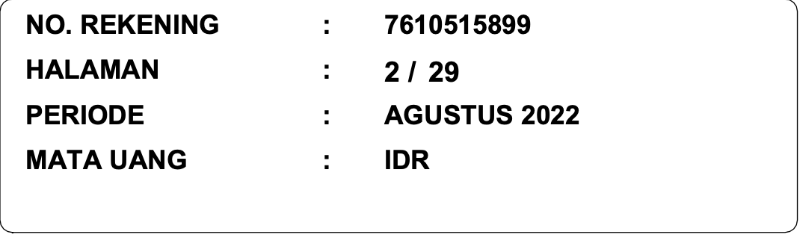 NO. REKENING : 7610515899
HALAMAN : 2 / 29
PERIODE : AGUSTUS 2022
MATA UANG : IDR